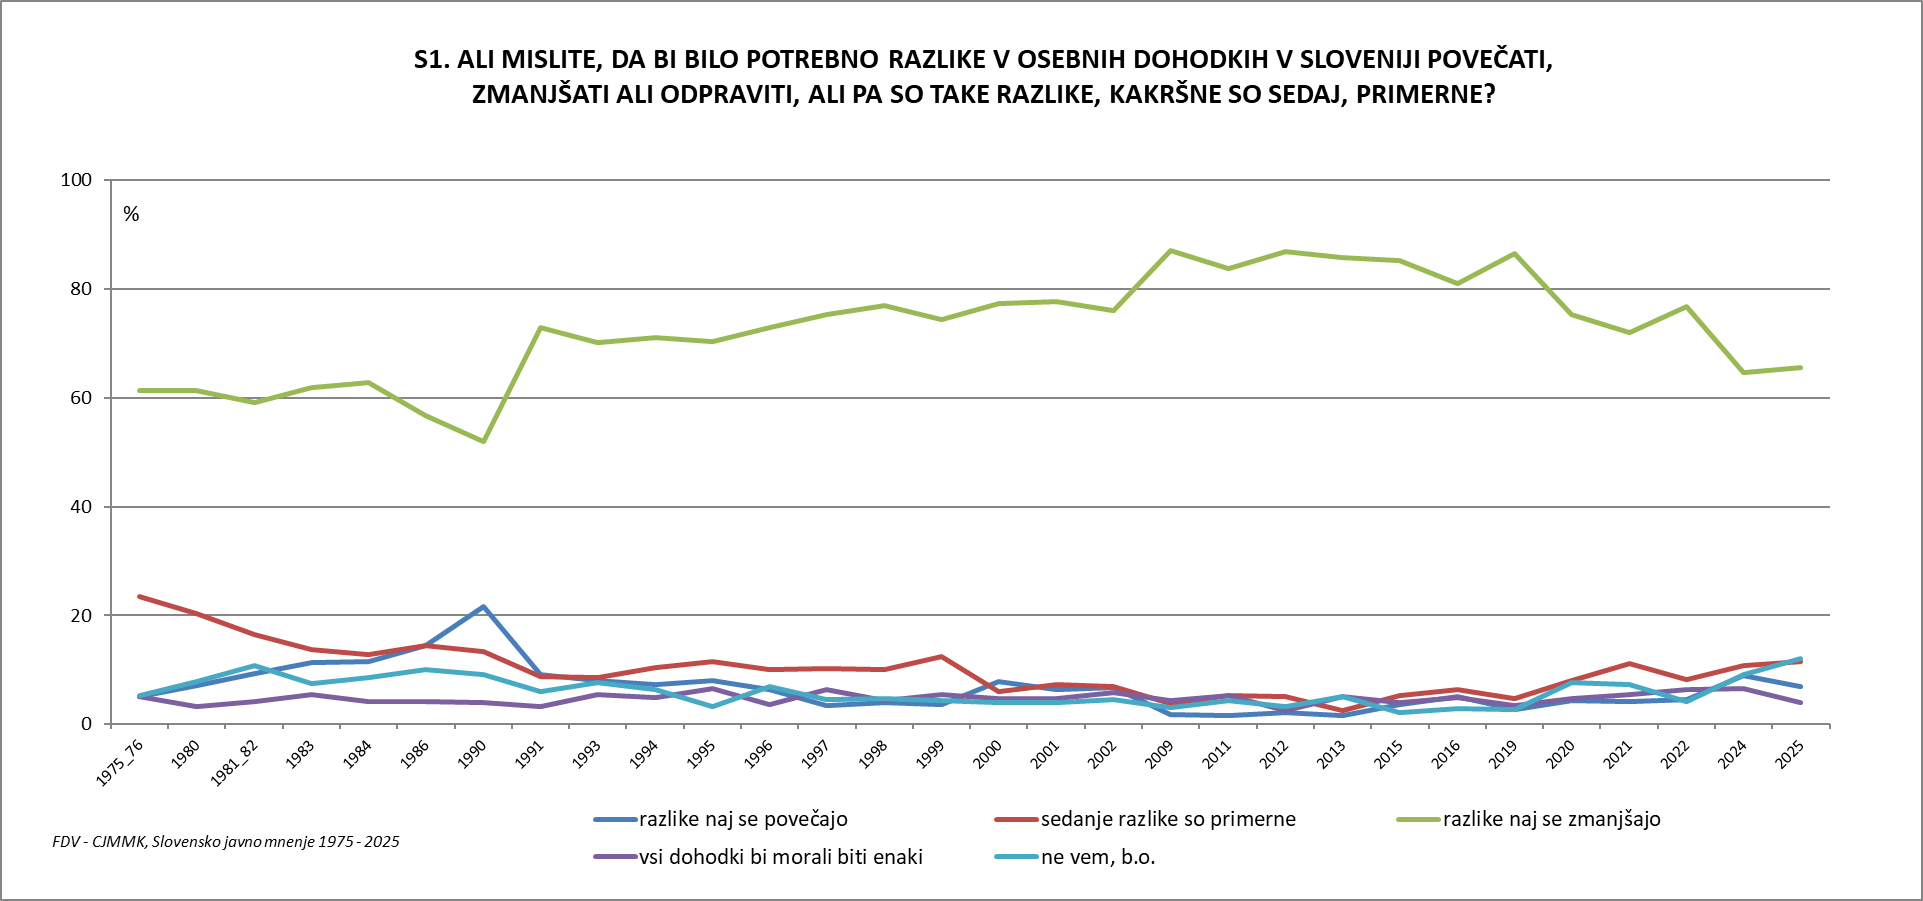 S1. ALI MISLITE, DA BI BILO POTREBNO RAZLIKE V OSEBNIH DOHODKIH V SLOVENIJI POVEČATI,
ZMANJŠATI ALI ODPRAVITI, ALI PA SO TAKE RAZLIKE, KAKRŠNE SO SEDAJ, PRIMERNE?
100
%
80
60
40
20
0
1975_76 1980 1981_82 1983 1984 1986 1990 1991 1993 1994 1995 1996 1997 1998 1999 2000 2001 2002 2009 2011 2012 2013 2015 2016 2019 2020 2021 2022 2024 2025
razlike naj se povečajo sedanje razlike so primerne razlike naj se zmanjšajo
vsi dohodki bi morali biti enaki ne vem, b.o.
FDV - CJMMK, Slovensko javno mnenje 1975 - 2025